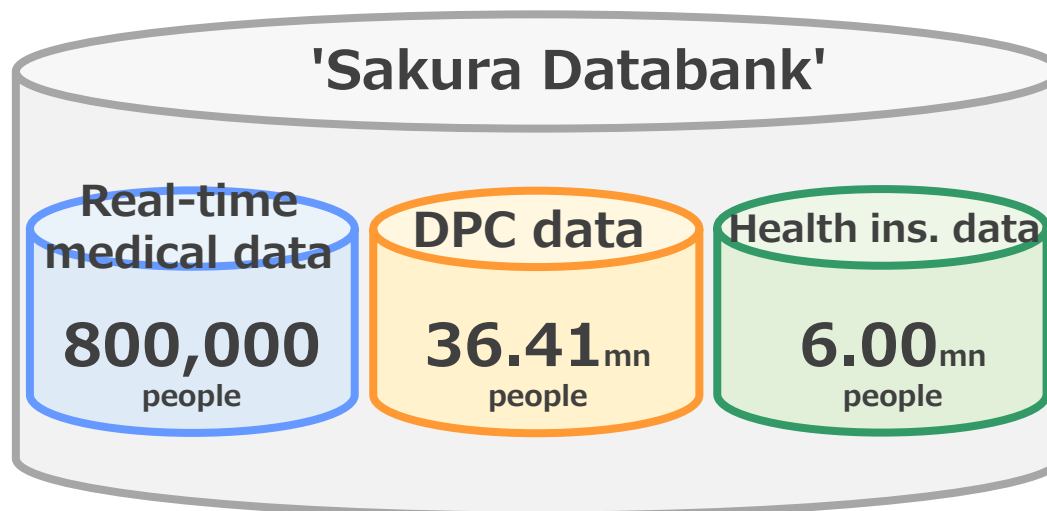 'Sakura Databank'
Real-time
medical data
800,000
people
DPC data
36.41mn
people
Health ins. data
6.00mn
people